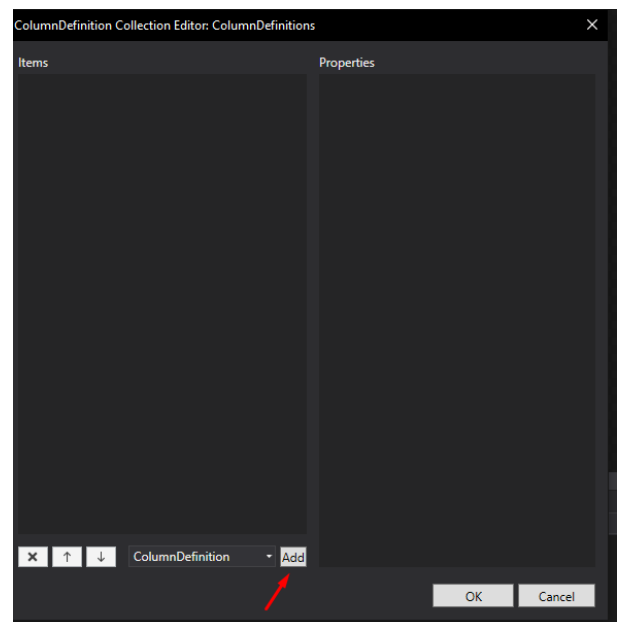 ColumnDefinition Collection Editor: ColumnDefinitions
Items
Properties
ColumnDefinition
Add
OK
Cancel